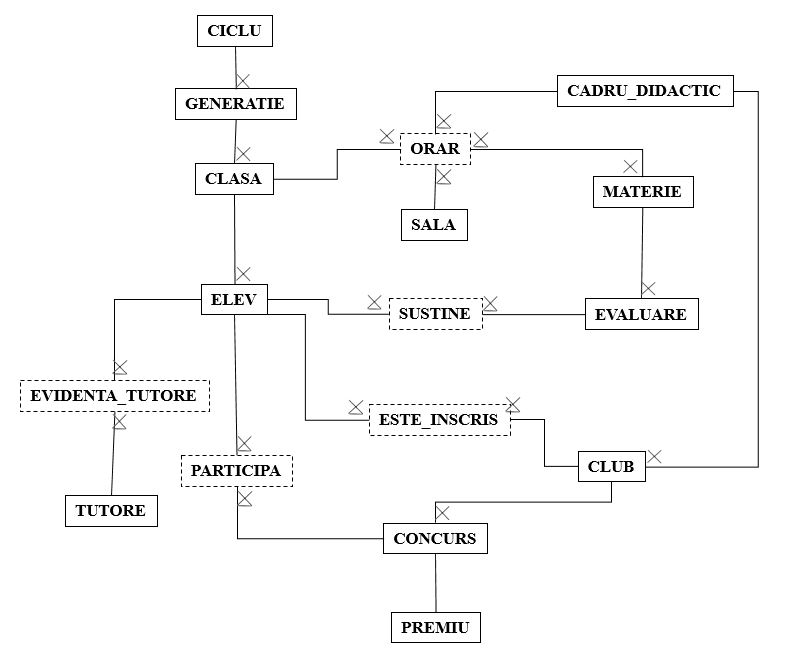 CICLU
CADRU_DIDACTIC
GENERATIE
ORAR
CLASA
MATERIE
SALA
ELEV
SUSTINE
EVALUARE
EVIDENTA_TUTORE
ESTE_INSCRIS
CLUB
PARTICIPA
TUTORE
CONCURS
PREMIU